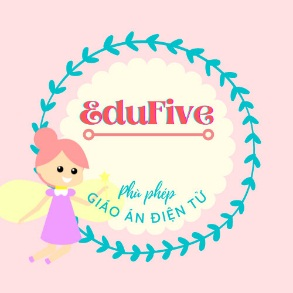 EduFive
Phù phép
GIÁO ÁN ĐIỆN TỬ